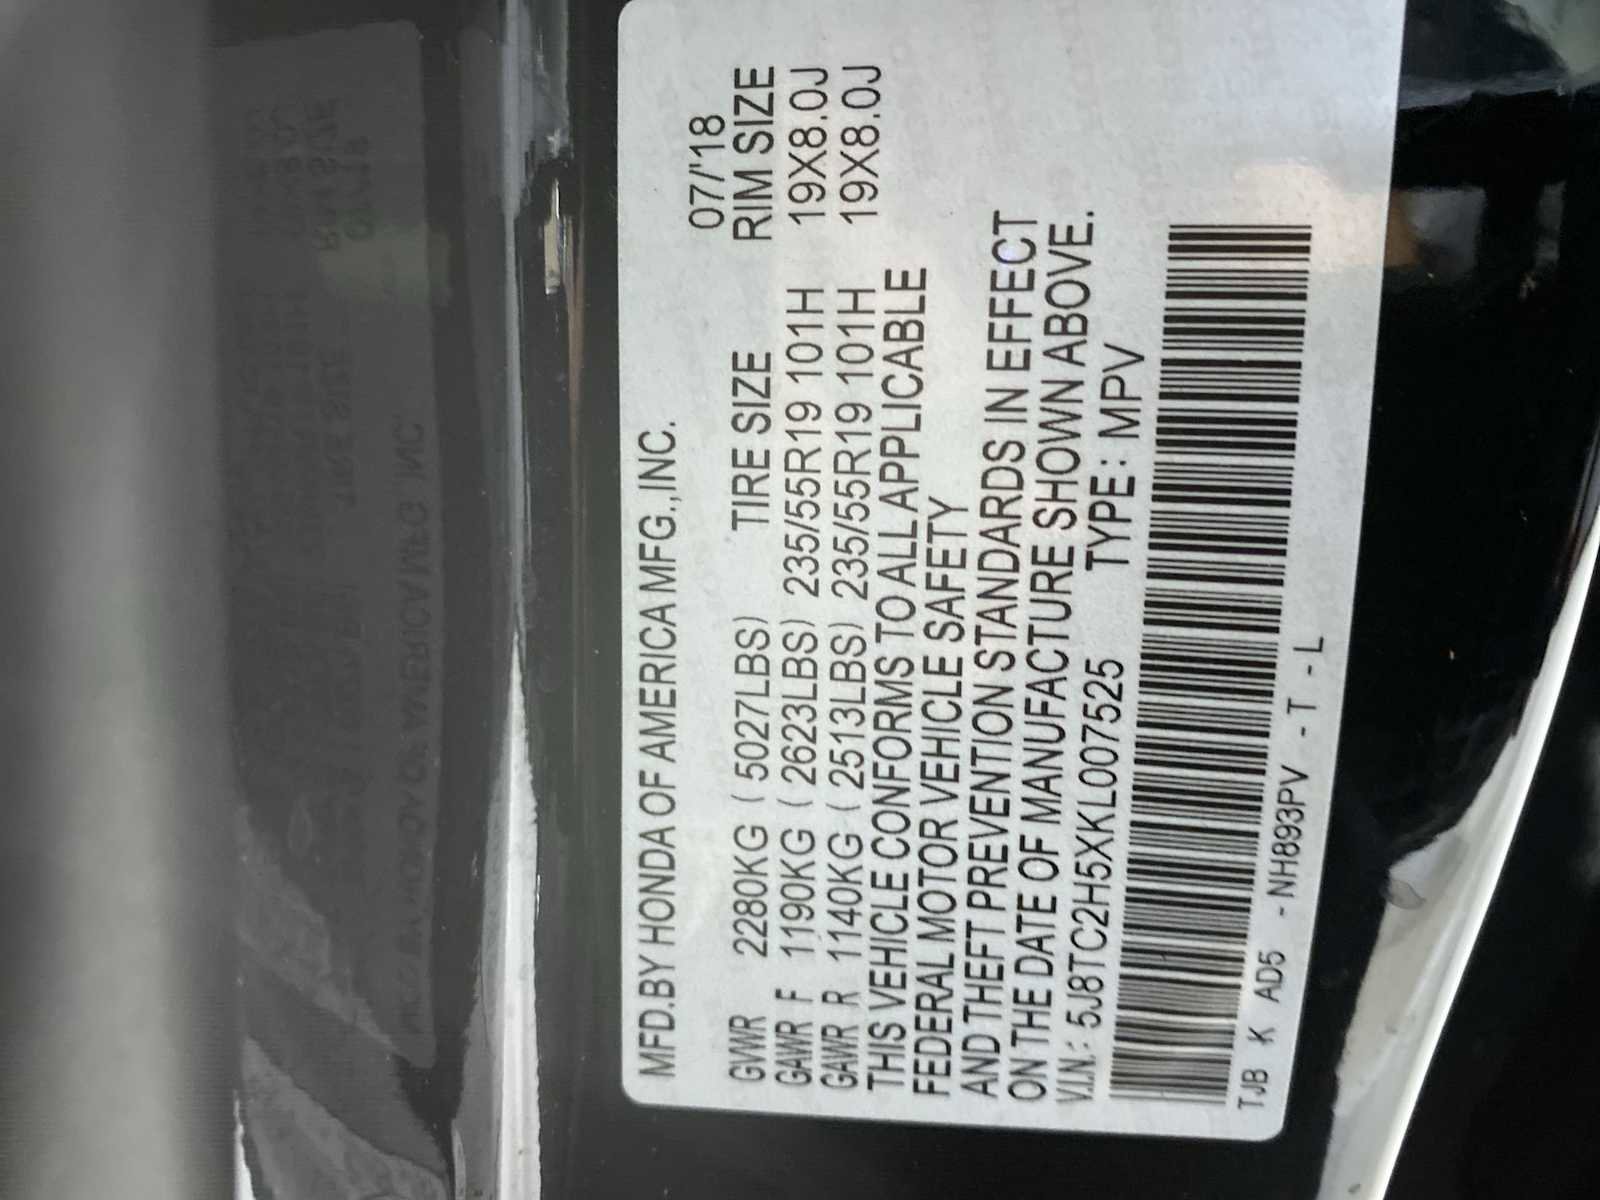 MFD.BY HONDA OF AMERICA MFG.,INC.
07/'18
GVWR 2280KG ( 5027LBS) TIRE SIZE RIM SIZE
GAWR F 1190KG ( 2623LBS) 235/55R19 101H 19X8.0J
GAWR R 1140KG ( 2513LBS) 235/55R19 101H 19X8.0J
THIS VEHICLE CONFORMS TO ALL APPLICABLE
FEDERAL MOTOR VEHICLE SAFETY
AND THEFT PREVENTION STANDARDS IN EFFECT
ON THE DATE OF MANUFACTURE SHOWN ABOVE.
V.I.N.: 5J8TC2H5XKL007525 TYPE: MPV
TJB K AD5 -NH893PV -T -L